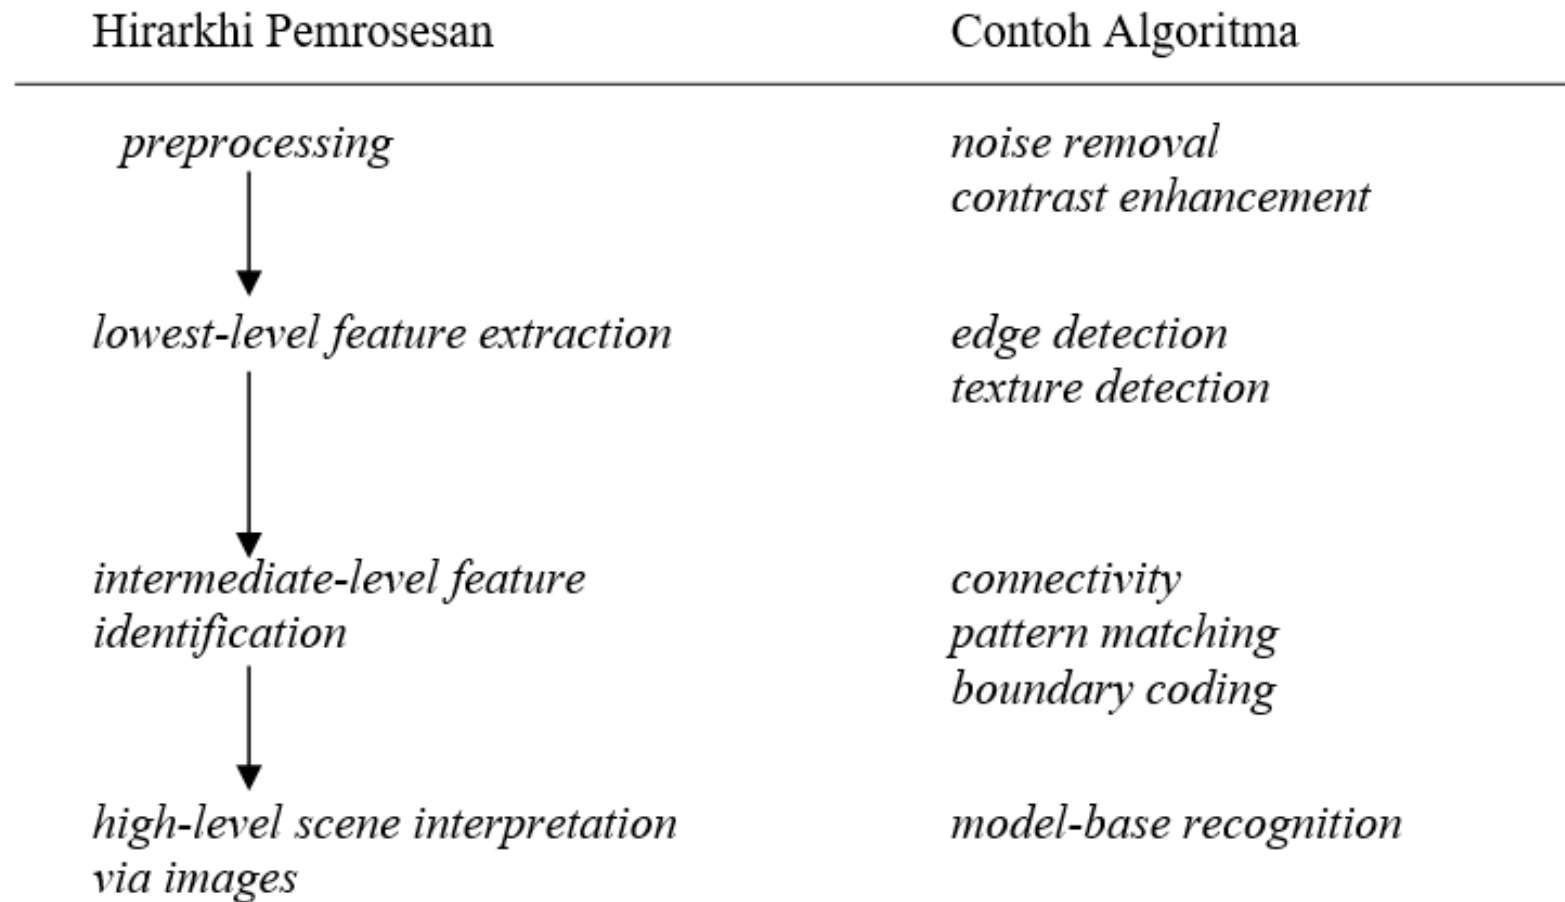 Hirarkhi Pemrosesan
Contoh Algoritma
preprocessing
noise removal
contrast enhancement
lowest-level feature extraction
edge detection
texture detection
intermediate-level feature
identification
connectivity
pattern matching
boundary coding
high-level scene interpretation
via images
model-base recognition